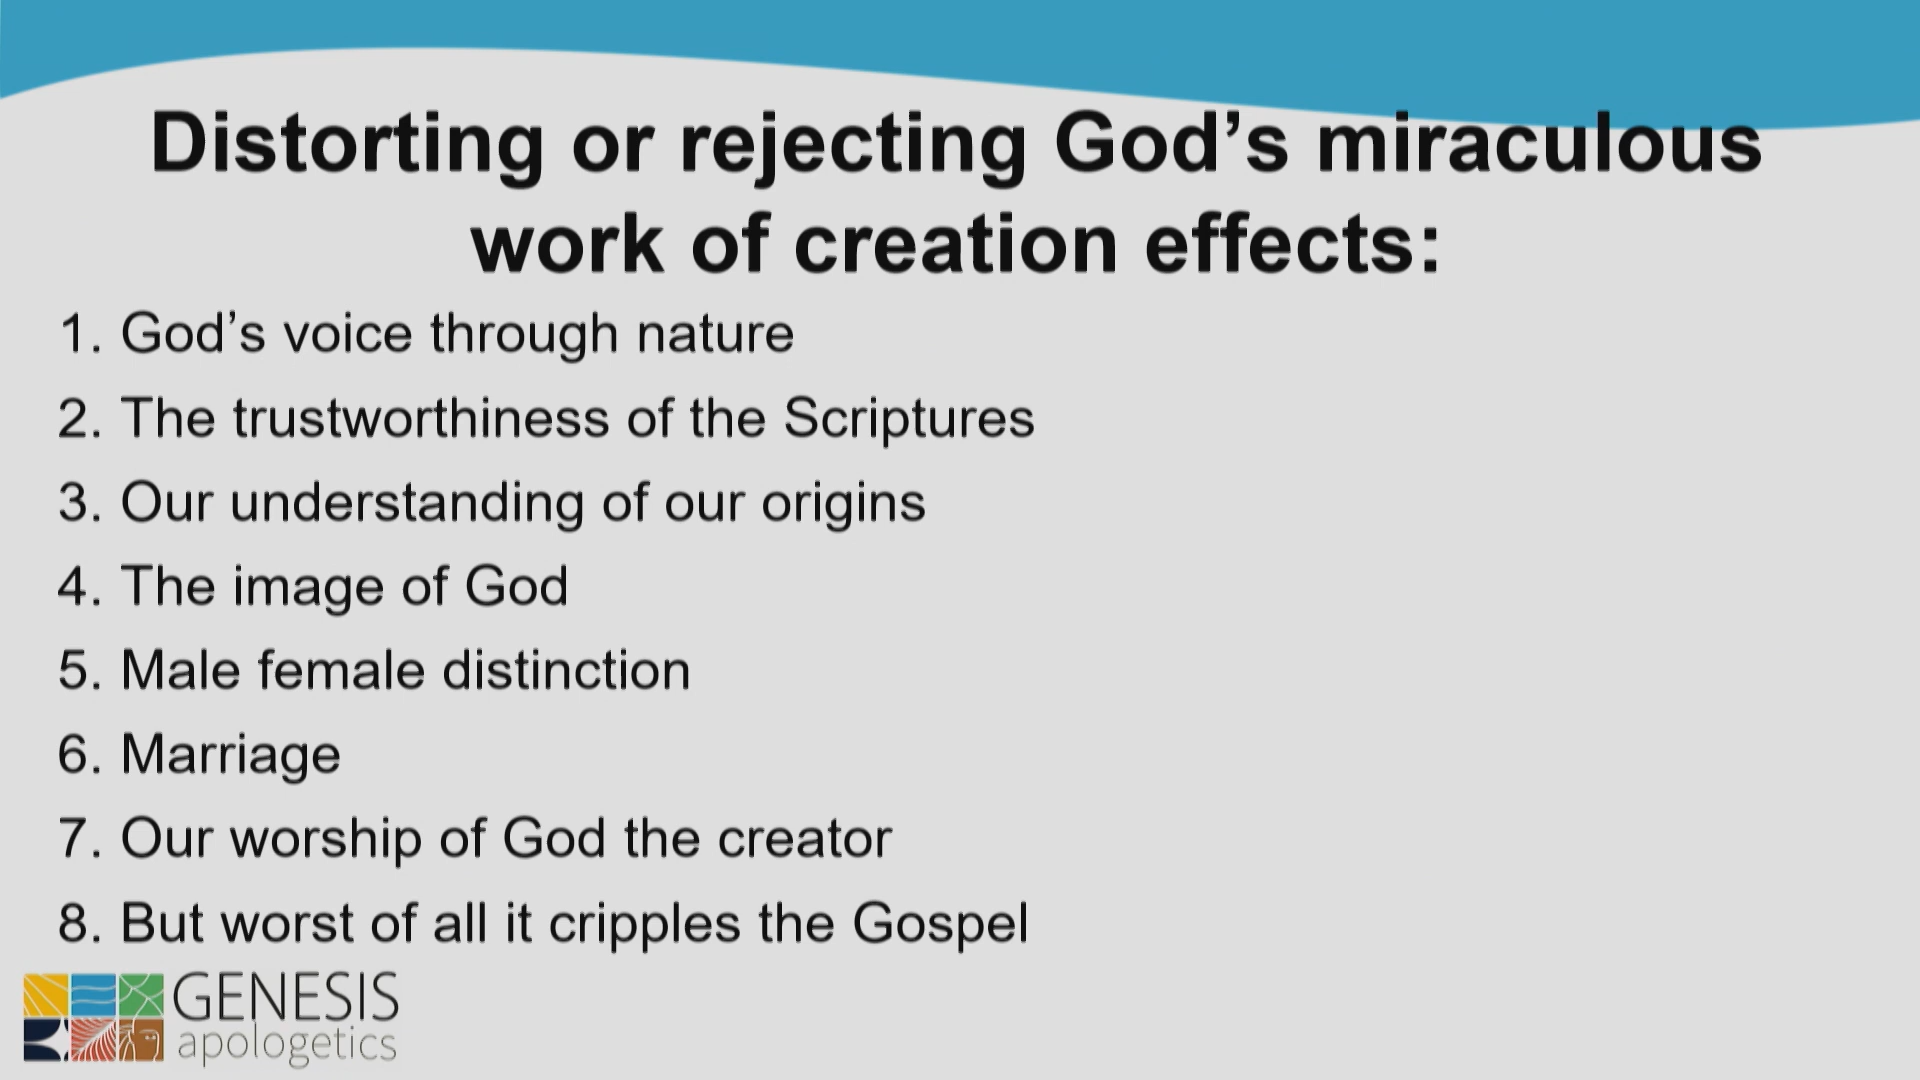 Distorting or rejecting God’s miraculous
work of creation effects:
1. God’s voice through nature
2. The trustworthiness of the Scriptures
3. Our understanding of our origins
4. The image of God
5. Male female distinction
6. Marriage
7. Our worship of God the creator
8. But worst of all it cripples the Gospel
GENESIS
apologetics